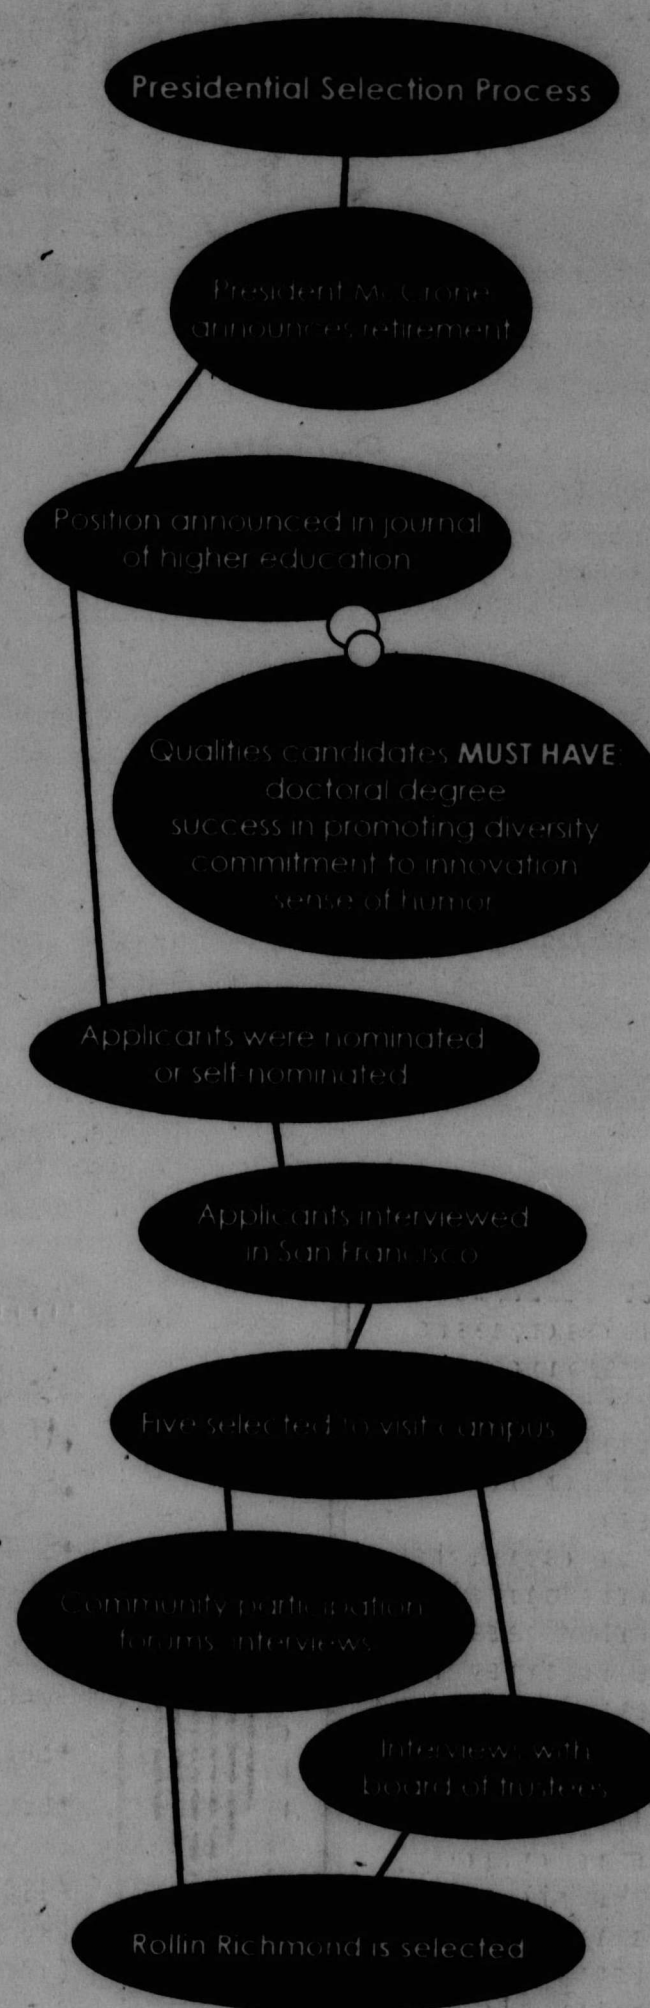 Presidential Selection Process
President McCrone
announces retirement
Position announced in journal
of higher education
Qualities candidates MUST HAVE
doctoral degree
success in promoting diversity
commitment to innovation
sense of humor
Applicants were nominated
or self-nominated
Applicants interviewed
in San Francisco
Five selected to visit campus
Community participation
forums, interviews
Interviews with
board of trustees
Rollin Richmond is selected